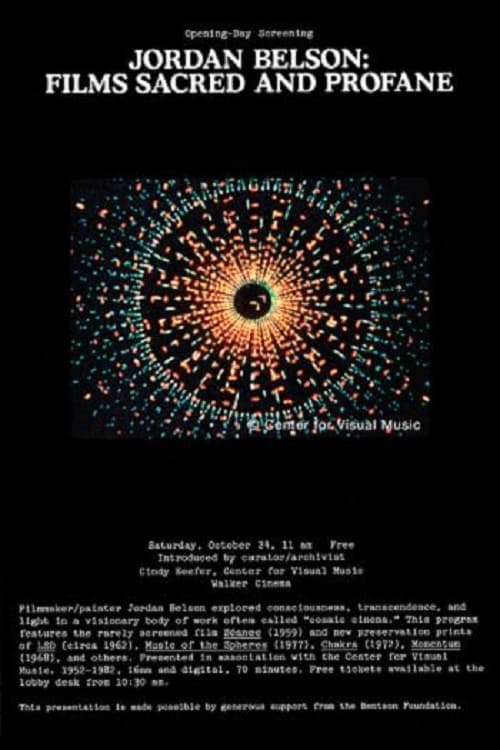 Opening-Day Screening
JORDAN BELSON:
FILMS SACRED AND PROFANE
© Center for Visual Music
Saturday, October 24, 11 am Free
Introduced by curator/archivist
Cindy Keefer, Center for Visual Music
Walker Cinema
Filmmaker/painter Jordan Belson explored consciousness, transcendence, and
light in a visionary body of work often called "cosmic cinema." This program
features the rarely screened film Séance (1959) and new preservation prints
of LSD (circa 1962), Music of the Spheres (1977), Chakra (1972), Momentum
(1968), and others. Presented in association with the Center for Visual
Music. 1952–1982, 16mm and digital, 70 minutes. Free tickets available at the
lobby desk from 10:30 am.
This presentation is made possible by generous support from the Bentson Foundation.